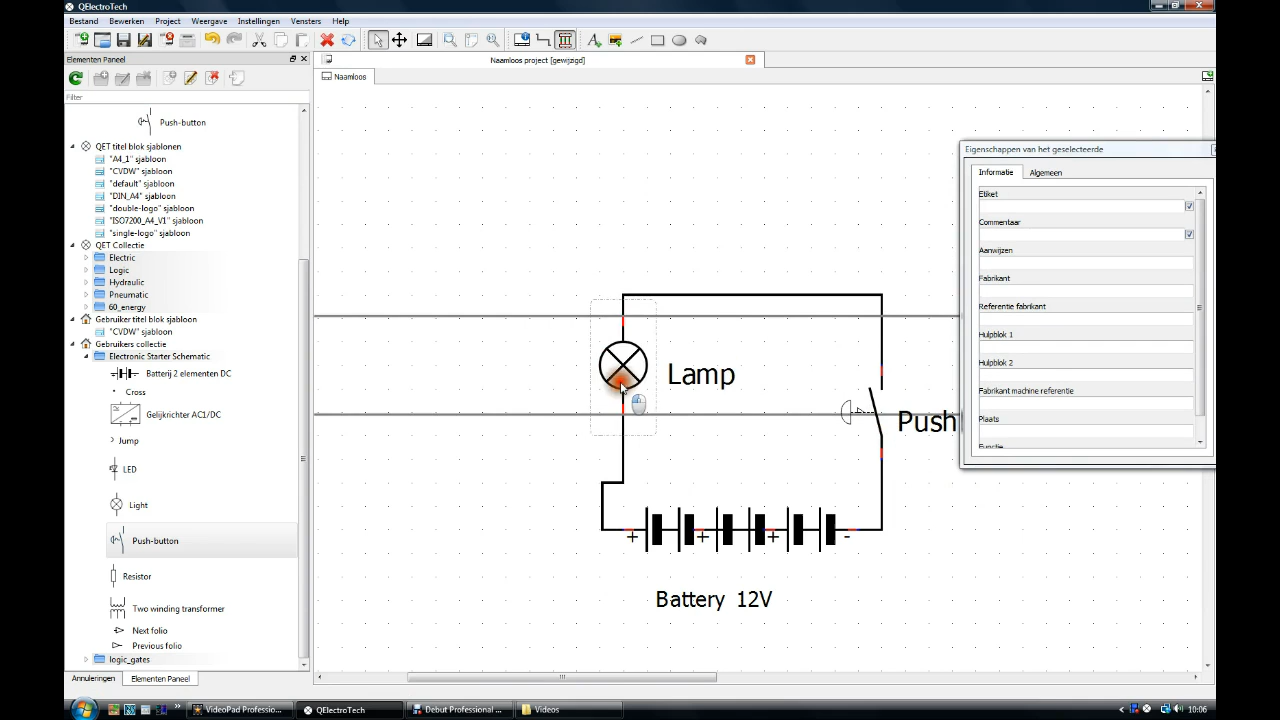 QElectroTech
Bestand Bewerken Project Weergave Instellingen Vensters Help
Elementen Paneel
Naamloos project [gewijzigd]
Naamloos
Filter
Push-button
QET titel blok sjablonen
"A4_1" sjabloon
"CVDW" sjabloon
"default" sjabloon
"DIN_A4" sjabloon
"double-logo" sjabloon
"ISO7200_A4_V1" sjabloon
"single-logo" sjabloon
QET Collectie
Electric
Logic
Hydraulic
Pneumatic
60_energy
Gebruiker titel blok sjablonen
"CVDW" sjabloon
Gebruikers collectie
Electronic Starter Schematic
Batterij 2 elementen DC
Cross
Gelijkrichter AC1/DC
Jump
LED
Light
Push-button
Resistor
Two winding transformer
Next folio
Previous folio
logic_gates
Annuleringen Elementen Paneel
Lamp
Push
+ + + -
Battery 12V
Eigenschappen van het geselecteerde
Informatie Algemeen
Etiket
Commentaar
Aanwijzen
Fabrikant
Referentie fabrikant
Hulpblok 1
Hulpblok 2
Fabrikant machine referentie
Plaats
Functie
VideoPad Professio... QElectroTech Debut Professional ... Videos 10:06